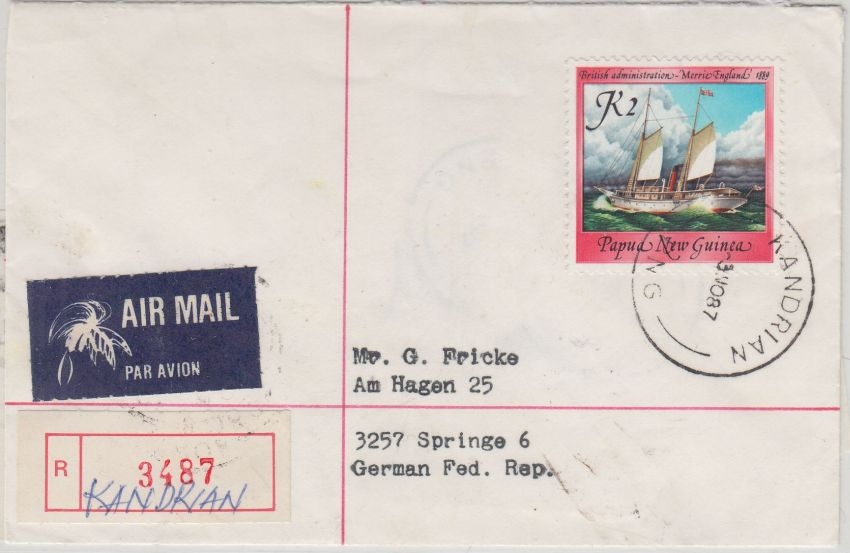 British administration - 'Merrie England' 1889
K2
Papua New Guinea
KANDRIAN
PNG
AIR MAIL
PAR AVION
Mr. G. Fricke
Am Hagen 25
3257 Springe 6
German Fed. Rep.
R
3487
KANDRIAN